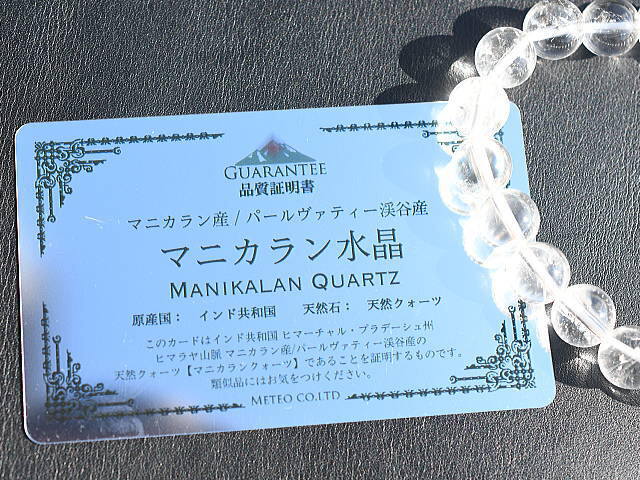 GUARANTEE
品質証明書
マニカラン産 / パールヴァティー渓谷産
マニカラン水晶
MANIKALAN QUARTZ
原産国： インド共和国 天然石： 天然クォーツ
このカードはインド共和国 ヒマーチャル・プラデーシュ州
ヒマラヤ山脈 マニカラン産/パールヴァティー渓谷産の
天然クォーツ【マニカランクォーツ】であることを証明するものです。
類似品にはお気をつけください。
METEO CO.LTD